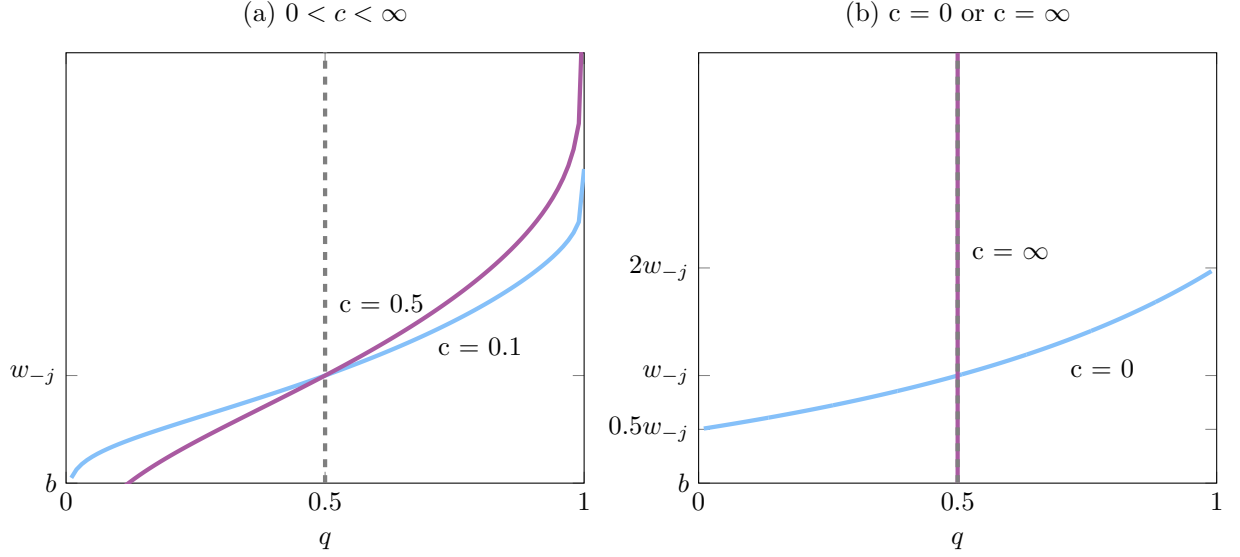 (a) 0 < c < ∞
c = 0.5
c = 0.1
w₋ⱼ
b
0
0.5
1
q
(b) c = 0 or c = ∞
2w₋ⱼ
c = ∞
w₋ⱼ
c = 0
0.5w₋ⱼ
b
0
0.5
1
q